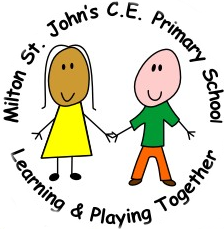 Milton St. John's C.E. Primary School
Learning & Playing Together